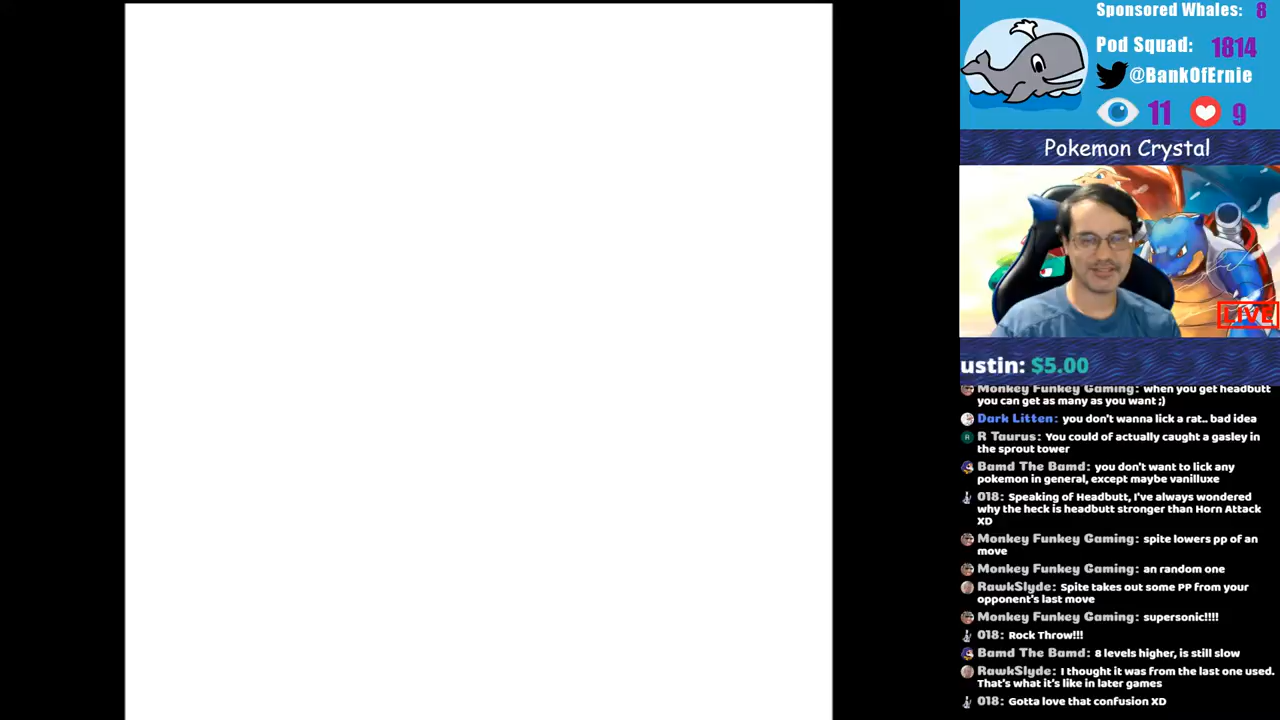 Sponsored Whales: 8
Pod Squad: 1814
@BankOfErnie
11 9
Pokemon Crystal
LIVE
ustin: $5.00
Monkey Funkey Gaming: when you get headbutt
you can get as many as you want ;)
Dark Litten: you don't wanna lick a rat.. bad idea
R R Taurus: You could of actually caught a gasley in
the sprout tower
Bamd The Bamd: you don't want to lick any
pokemon in general, except maybe vanilluxe
018: Speaking of Headbutt, I've always wondered
why the heck is headbutt stronger than Horn Attack
XD
Monkey Funkey Gaming: spite lowers pp of an
move
Monkey Funkey Gaming: an random one
RawkSlyde: Spite takes out some PP from your
opponent's last move
Monkey Funkey Gaming: supersonic!!!!
018: Rock Throw!!!
Bamd The Bamd: 8 levels higher, is still slow
RawkSlyde: I thought it was from the last one used.
That's what it's like in later games
018: Gotta love that confusion XD